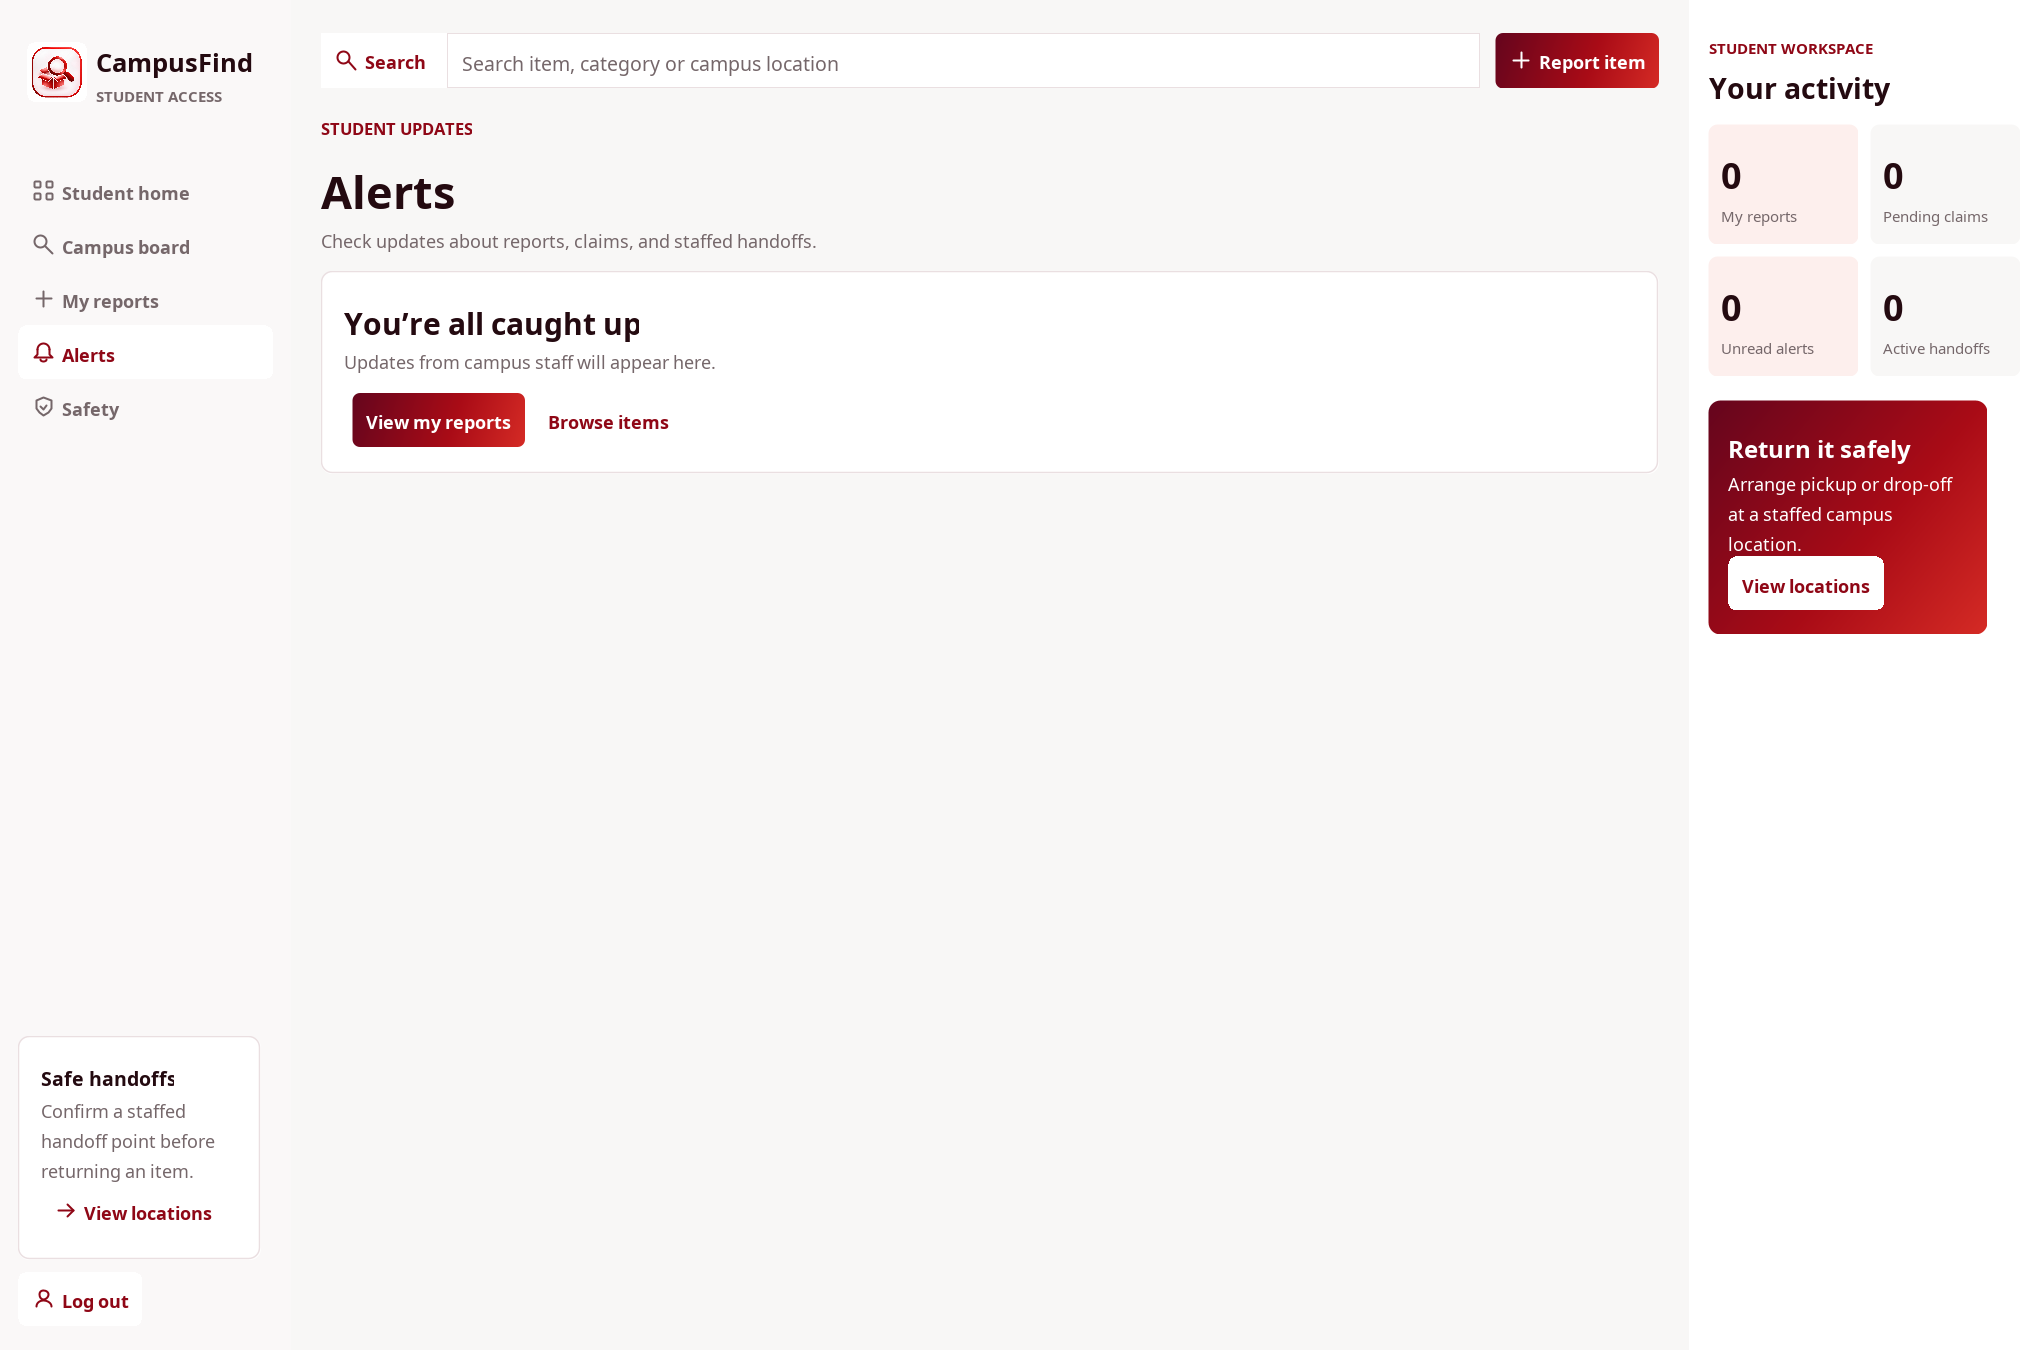 CampusFind
STUDENT ACCESS
Student home
Campus board
My reports
Alerts
Safety
Safe handoffs
Confirm a staffed
handoff point before
returning an item.
View locations
Log out
Search
Search item, category or campus location
Report item
STUDENT UPDATES
Alerts
Check updates about reports, claims, and staffed handoffs.
You’re all caught up
Updates from campus staff will appear here.
View my reports
Browse items
STUDENT WORKSPACE
Your activity
0
My reports
0
Pending claims
0
Unread alerts
0
Active handoffs
Return it safely
Arrange pickup or drop-off
at a staffed campus
location.
View locations